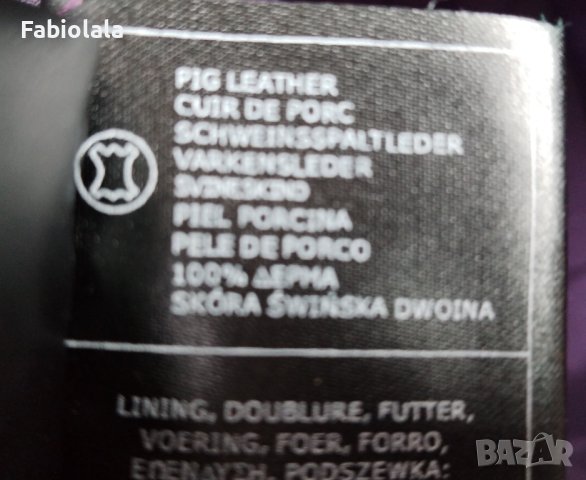 Fabiolala
PIG LEATHER
CUIR DE PORC
SCHWEINSSPALTLEDER
VARKENSLEDER
SVINESKIND
PIEL PORCINA
PELE DE PORCO
100% ΔΕΡΜΑ
SKÓRA ŚWIŃSKA DWOINA
LINING, DOUBLURE, FUTTER,
VOERING, FOER, FORRO,
ΕΠΕΝΔΥΣΗ, PODSZEWKA:
BAZAR